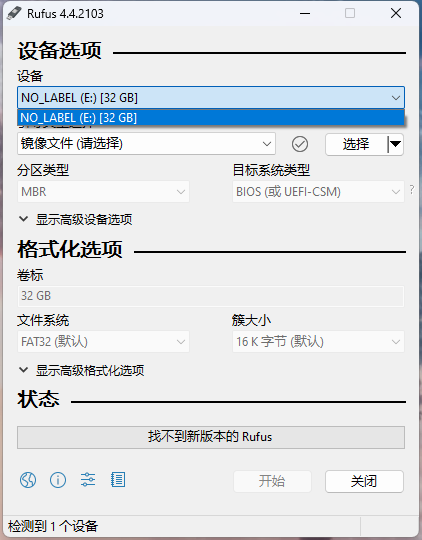 Rufus 4.4.2103
设备选项
设备
NO_LABEL (E:) [32 GB]
NO_LABEL (E:) [32 GB]
镜像文件 (请选择)
选择
分区类型
目标系统类型
MBR
BIOS (或 UEFI-CSM)
?
显示高级设备选项
格式化选项
卷标
32 GB
文件系统
簇大小
FAT32 (默认)
16 K 字节 (默认)
显示高级格式化选项
状态
找不到新版本的 Rufus
开始
关闭
检测到 1 个设备